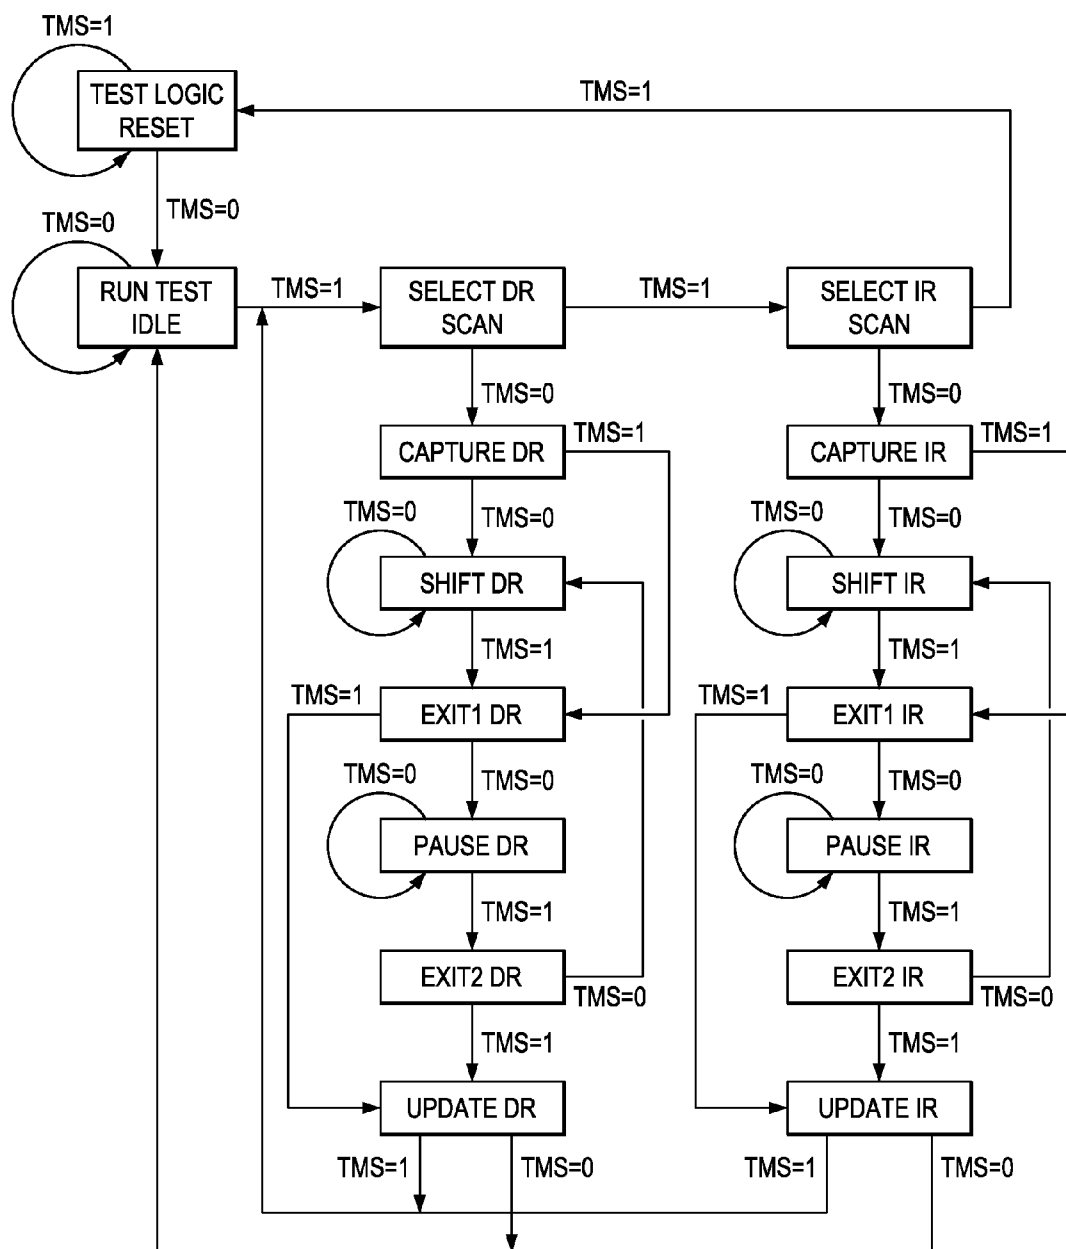 TMS=1
TEST LOGIC
RESET
TMS=1
TMS=0
TMS=0
RUN TEST
IDLE
TMS=1
SELECT DR
SCAN
TMS=1
SELECT IR
SCAN
TMS=0
TMS=0
CAPTURE DR
TMS=1
CAPTURE IR
TMS=1
TMS=0
TMS=0
TMS=0
TMS=0
SHIFT DR
SHIFT IR
TMS=1
TMS=1
TMS=1
EXIT1 DR
TMS=1
EXIT1 IR
TMS=0
TMS=0
TMS=0
TMS=0
PAUSE DR
PAUSE IR
TMS=1
TMS=1
EXIT2 DR
TMS=0
EXIT2 IR
TMS=0
TMS=1
TMS=1
UPDATE DR
UPDATE IR
TMS=1
TMS=0
TMS=1
TMS=0